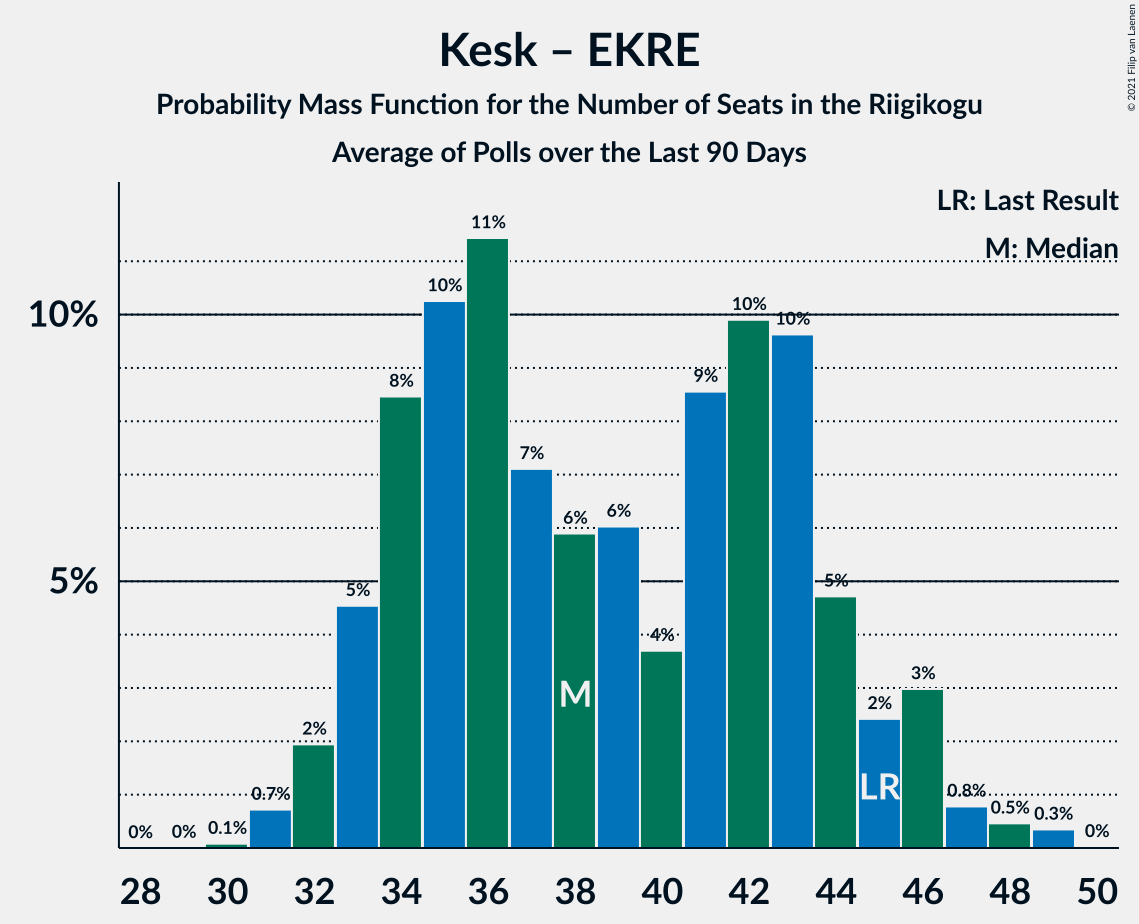 Kesk – EKRE
Probability Mass Function for the Number of Seats in the Riigikogu
Average of Polls over the Last 90 Days
© 2021 Filip van Laenen
LR: Last Result
M: Median
10%
5%
0%
0%
0.1%
0.7%
2%
5%
8%
10%
11%
7%
6%
6%
4%
9%
10%
10%
5%
2%
3%
0.8%
0.5%
0.3%
0%
M
LR
28 30 32 34 36 38 40 42 44 46 48 50